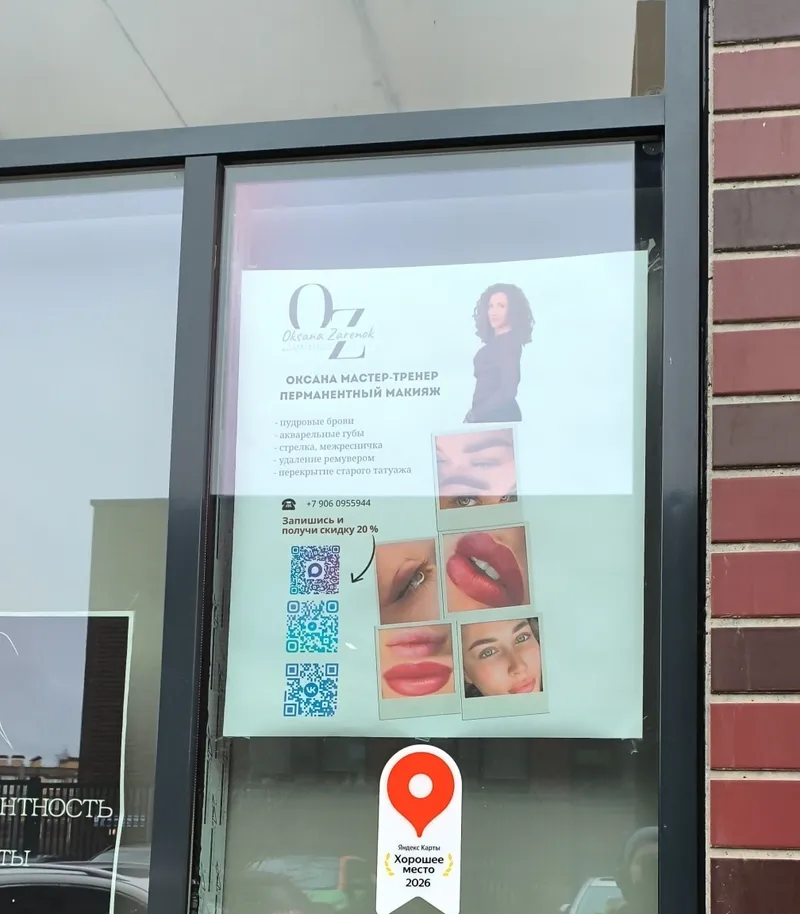 OZ
Oksana Zarenok
ОКСАНА МАСТЕР-ТРЕНЕР
ПЕРМАНЕНТНЫЙ МАКИЯЖ
- пудровые брови
- акварельные губы
- стрелка, межресничка
- удаление ремувером
- перекрытие старого татуажа
+7 906 0955944
Запишись и
получи скидку 20 %
НТНОСТЬ
ТЫ
Яндекс Карты
Хорошее
место
2026